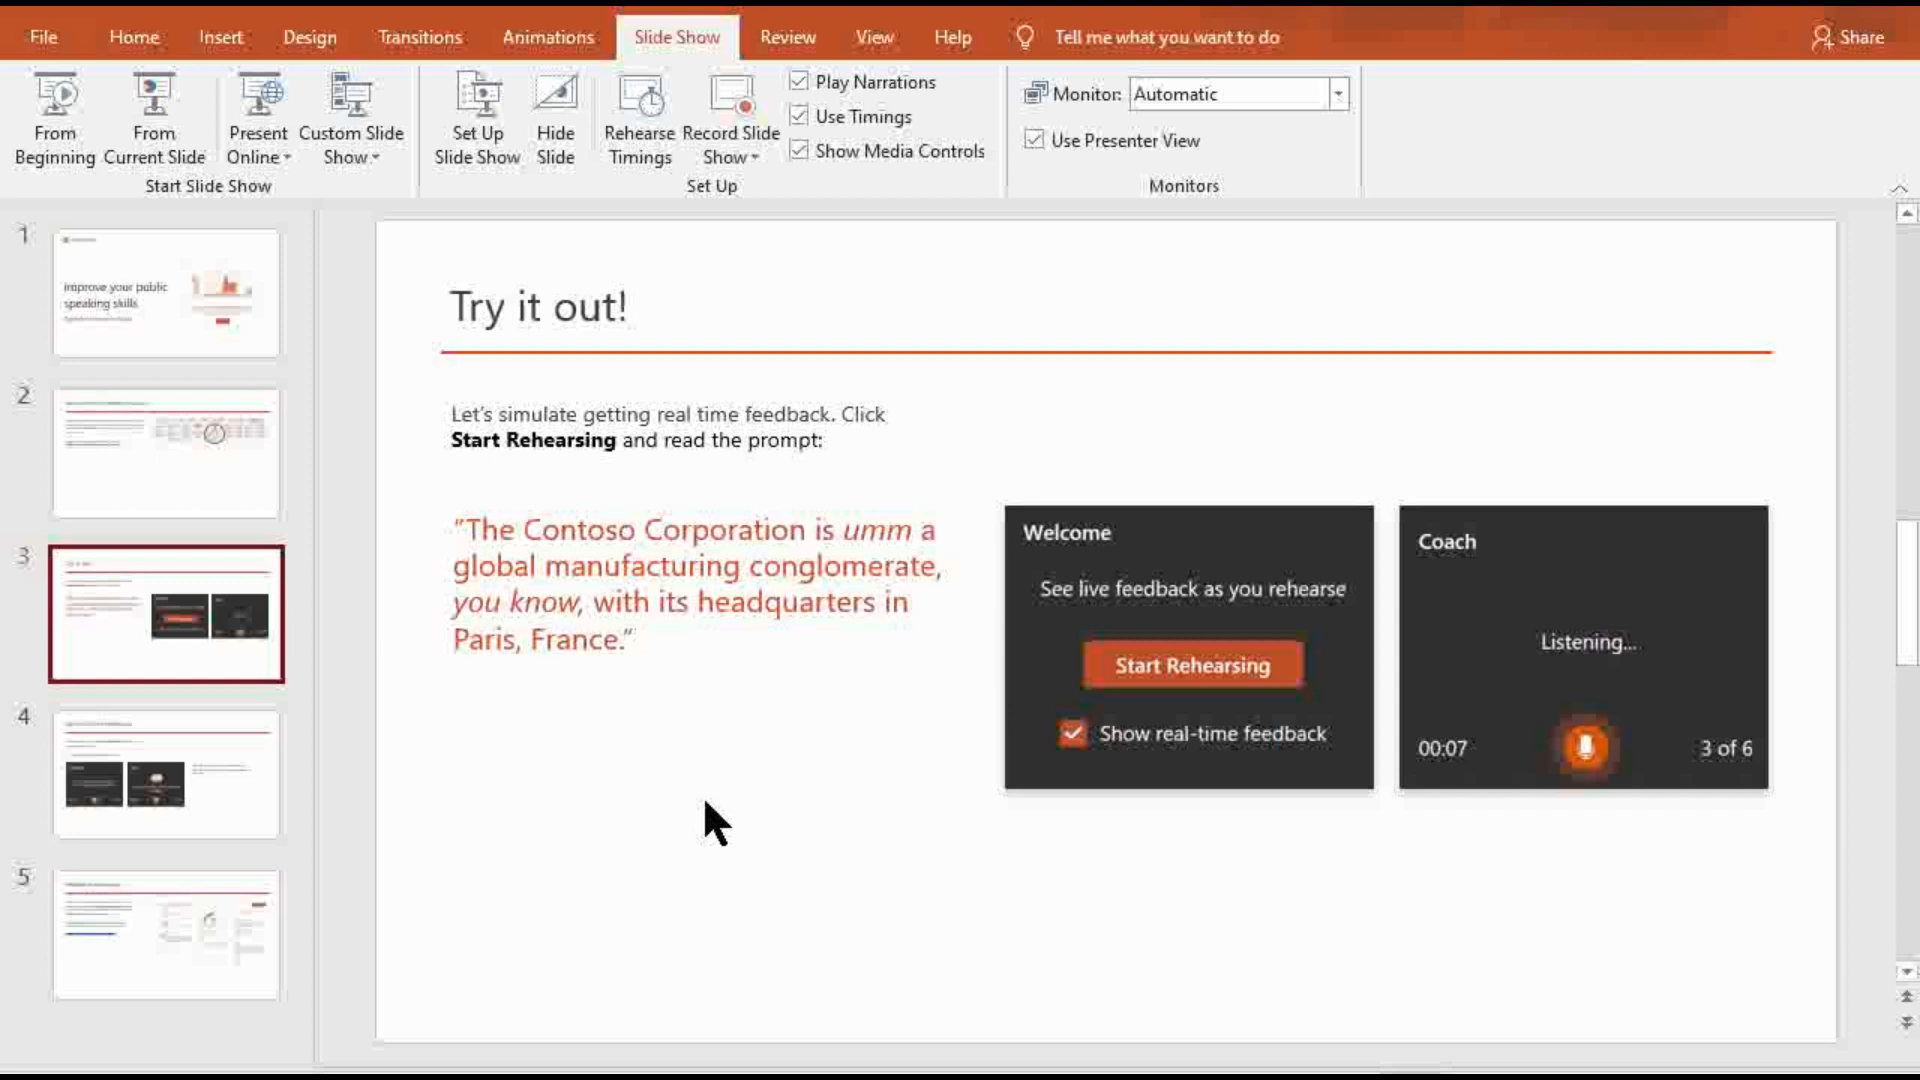 File Home Insert Design Transitions Animations Slide Show Review View Help Tell me what you want to do Share
From Beginning
From Current Slide
Present Online
Custom Slide Show
Start Slide Show
Set Up Slide Show
Hide Slide
Rehearse Timings
Record Slide Show
Play Narrations
Use Timings
Show Media Controls
Set Up
Monitor: Automatic
Use Presenter View
Monitors
1
improve your public
speaking skills
2
3
4
5
Try it out!
Let's simulate getting real time feedback. Click
Start Rehearsing and read the prompt:
"The Contoso Corporation is umm a
global manufacturing conglomerate,
you know, with its headquarters in
Paris, France."
Welcome
See live feedback as you rehearse
Start Rehearsing
Show real-time feedback
Coach
Listening...
00:07 3 of 6